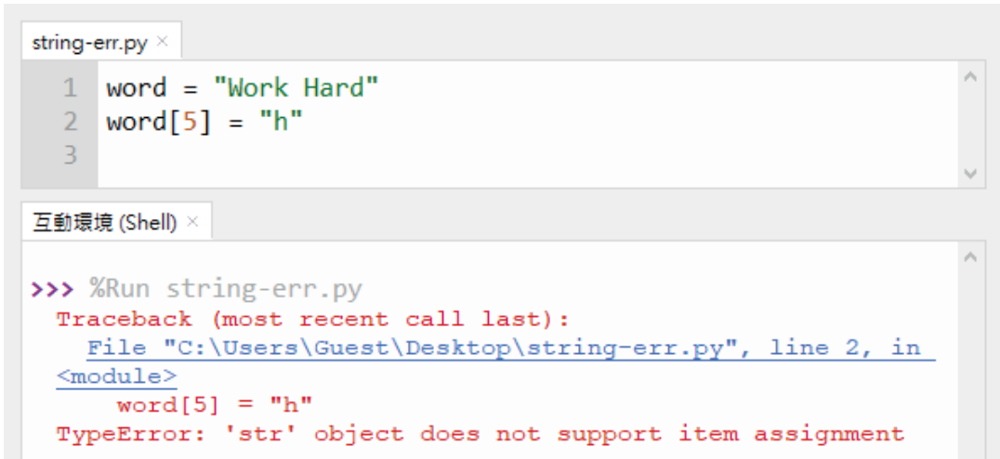 string-err.py ×
1 word = "Work Hard"
2 word[5] = "h"
3
互動環境 (Shell) ×
>>> %Run string-err.py
Traceback (most recent call last):
File "C:\Users\Guest\Desktop\string-err.py", line 2, in
<module>
word[5] = "h"
TypeError: 'str' object does not support item assignment